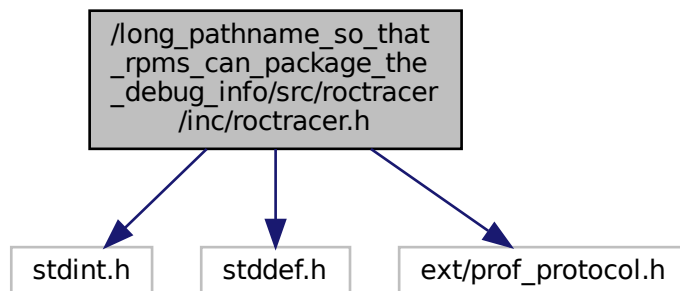 /long_pathname_so_that
_rpms_can_package_the
_debug_info/src/roctracer
/inc/roctracer.h
stdint.h
stddef.h
ext/prof_protocol.h